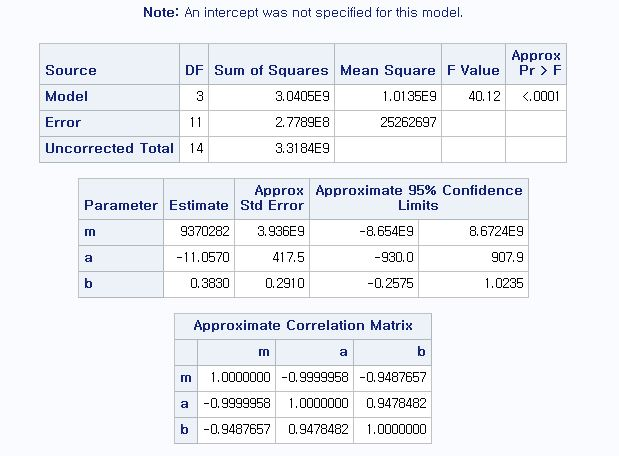 Note: An intercept was not specified for this model.
Source DF Sum of Squares Mean Square F Value Approx Pr > F
Model 3 3.0405E9 1.0135E9 40.12 <.0001
Error 11 2.7789E8 25262697
Uncorrected Total 14 3.3184E9
Parameter Estimate Approx Std Error Approximate 95% Confidence Limits
m 9370282 3.936E9 -8.654E9 8.6724E9
a -11.0570 417.5 -930.0 907.9
b 0.3830 0.2910 -0.2575 1.0235
Approximate Correlation Matrix
m a b
m 1.0000000 -0.9999958 -0.9487657
a -0.9999958 1.0000000 0.9478482
b -0.9487657 0.9478482 1.0000000